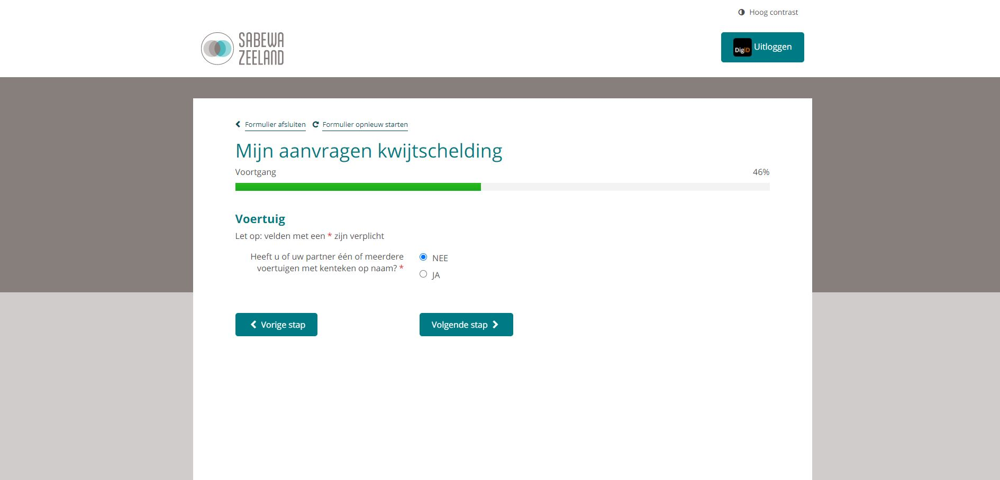 Hoog contrast
SABEWA
ZEELAND
DigiD Uitloggen
Formulier afsluiten Formulier opnieuw starten
Mijn aanvragen kwijtschelding
Voortgang 46%
Voertuig
Let op: velden met een * zijn verplicht
Heeft u of uw partner één of meerdere
voertuigen met kenteken op naam? *
NEE
JA
Vorige stap Volgende stap